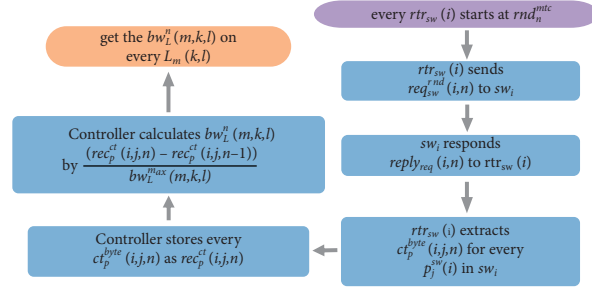 every rtr_sw (i) starts at rnd_n^mtc
rtr_sw (i) sends
req_sw^rnd (i,n) to sw_i
sw_i responds
reply_req (i,n) to rtr_sw (i)
rtr_sw (i) extracts
ct_p^byte (i,j,n) for every
p_j^sw (i) in sw_i
Controller stores every
ct_p^byte (i,j,n) as rec_p^ct (i,j,n)
Controller calculates bw_L^n (m,k,l)
by (rec_p^ct (i,j,n) – rec_p^ct (i,j,n–1))
bw_L^max (m,k,l)
get the bw_L^n (m,k,l) on
every L_m (k,l)